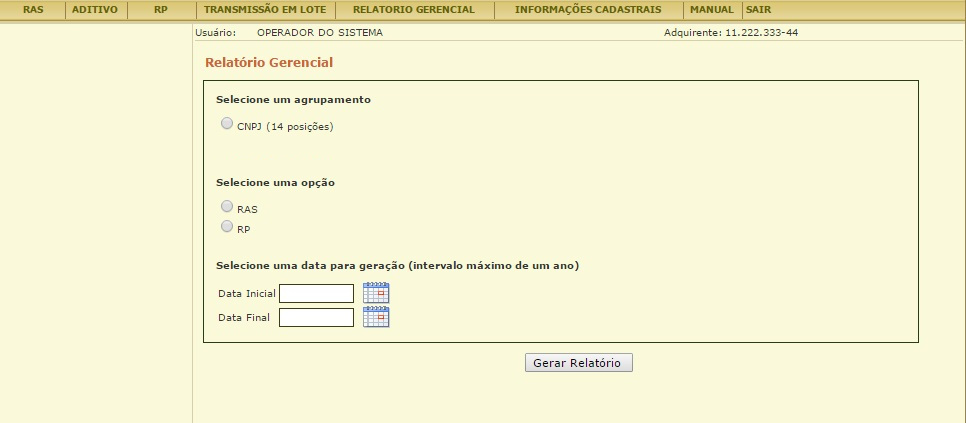 RAS ADITIVO RP TRANSMISSÃO EM LOTE RELATORIO GERENCIAL INFORMAÇÕES CADASTRAIS MANUAL SAIR
Usuário: OPERADOR DO SISTEMA Adquirente: 11.222.333-44
Relatório Gerencial
Selecione um agrupamento
CNPJ (14 posições)
Selecione uma opção
RAS
RP
Selecione uma data para geração (intervalo máximo de um ano)
Data Inicial
Data Final
Gerar Relatório